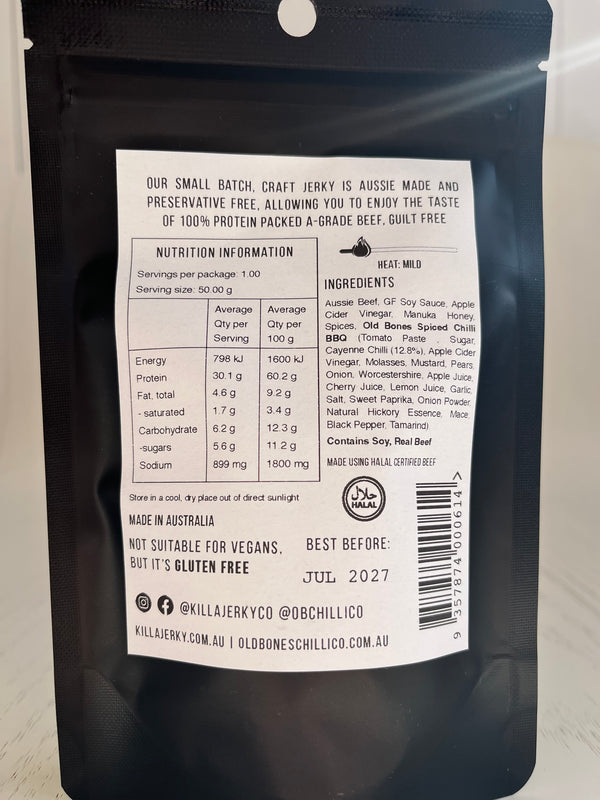 OUR SMALL BATCH, CRAFT JERKY IS AUSSIE MADE AND
PRESERVATIVE FREE, ALLOWING YOU TO ENJOY THE TASTE
OF 100% PROTEIN PACKED A-GRADE BEEF, GUILT FREE
NUTRITION INFORMATION
Servings per package: 1.00
Serving size: 50.00 g
Average Qty per Serving
Average Qty per 100 g
Energy 798 kJ 1600 kJ
Protein 30.1 g 60.2 g
Fat, total 4.6 g 9.2 g
- saturated 1.7 g 3.4 g
Carbohydrate 6.2 g 12.3 g
-sugars 5.6 g 11.2 g
Sodium 899 mg 1800 mg
HEAT: MILD
INGREDIENTS
Aussie Beef, GF Soy Sauce, Apple
Cider Vinegar, Manuka Honey,
Spices, Old Bones Spiced Chilli
BBQ (Tomato Paste , Sugar,
Cayenne Chilli (12.8%), Apple Cider
Vinegar, Molasses, Mustard, Pears,
Onion, Worcestershire, Apple Juice,
Cherry Juice, Lemon Juice, Garlic,
Salt, Sweet Paprika, Onion Powder,
Natural Hickory Essence, Mace,
Black Pepper, Tamarind)
Contains Soy, Real Beef
MADE USING HALAL CERTIFIED BEEF
حلال
HALAL
Store in a cool, dry place out of direct sunlight
MADE IN AUSTRALIA
NOT SUITABLE FOR VEGANS,
BUT IT'S GLUTEN FREE
BEST BEFORE:
JUL 2027
@KILLAJERKYCO @OBCHILLICO
KILLAJERKY.COM.AU | OLDBONESCHILLICO.COM.AU
9 357874 000614 >